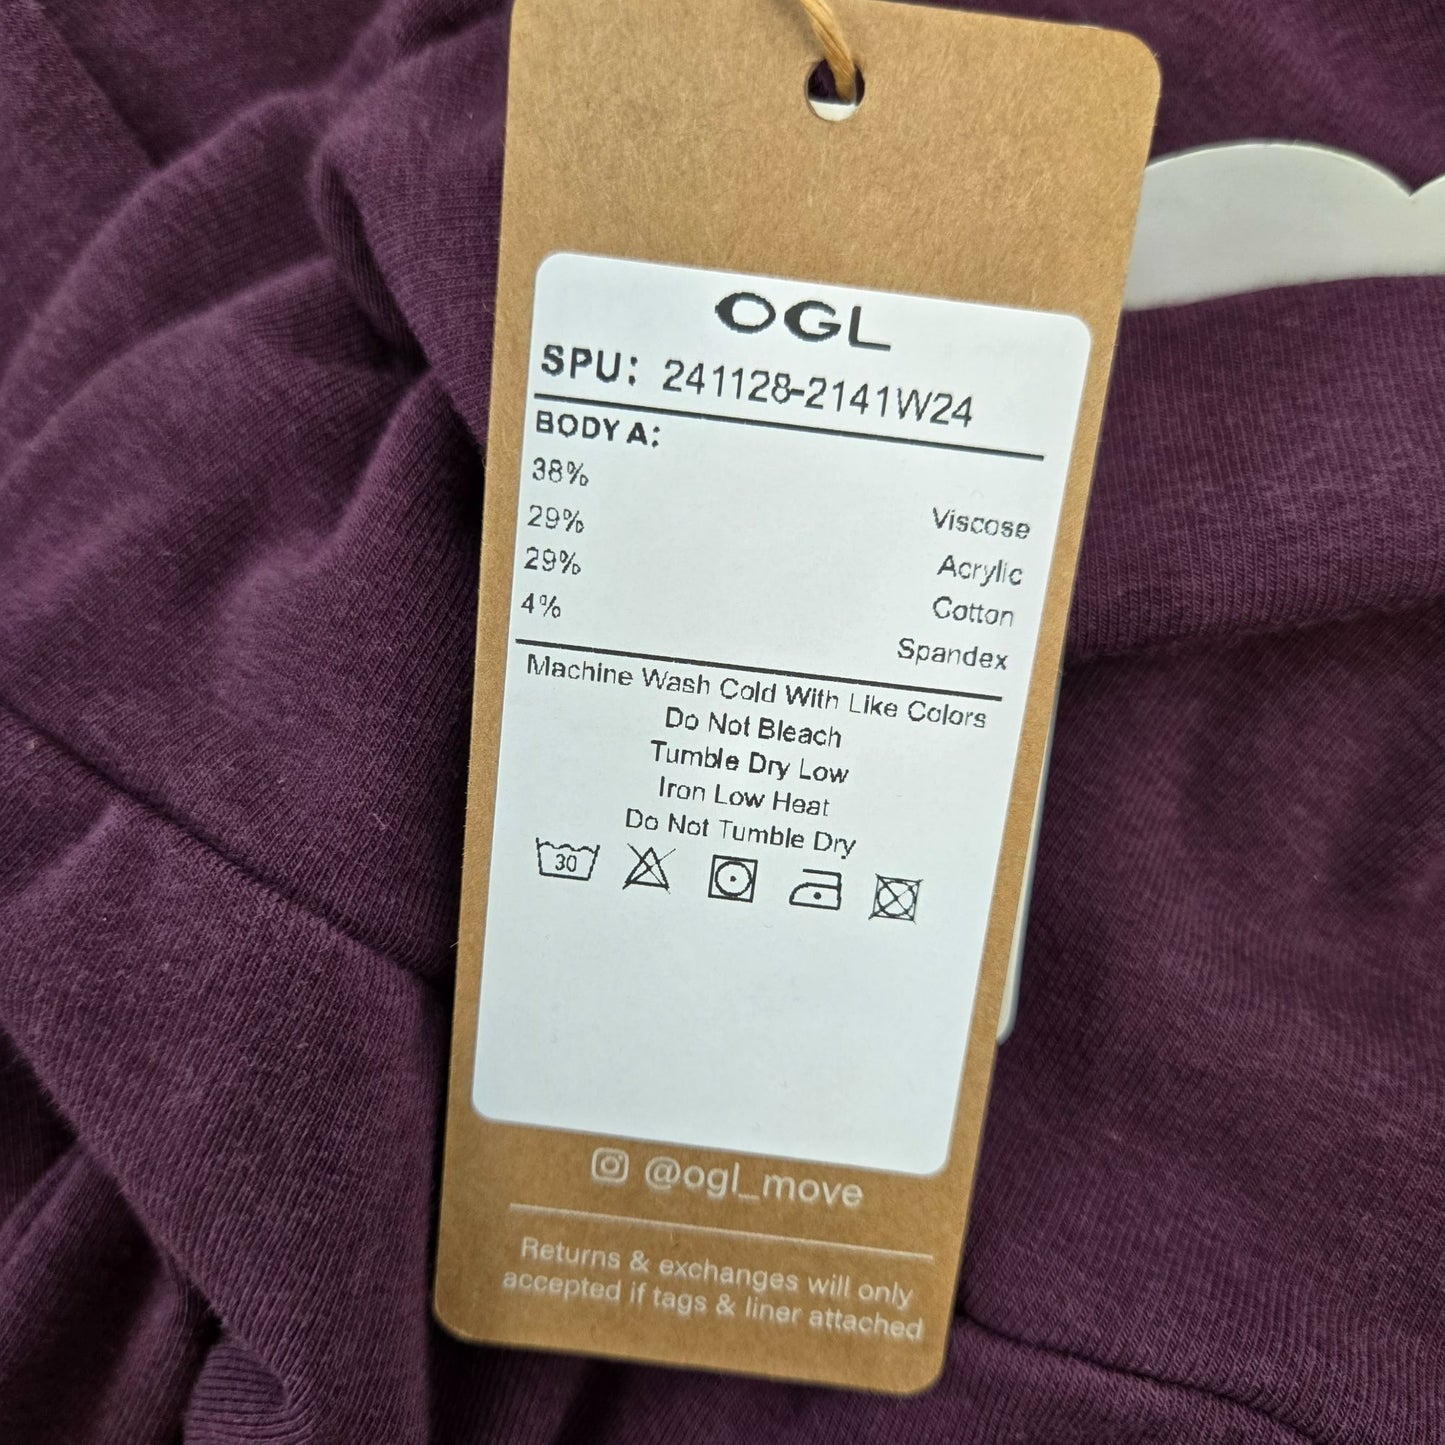 OGL
SPU: 241128-2141W24
BODY A:
38% Viscose
29% Acrylic
29% Cotton
4% Spandex
Machine Wash Cold With Like Colors
Do Not Bleach
Tumble Dry Low
Iron Low Heat
Do Not Tumble Dry
30
@ogl_move
Returns & exchanges will only
accepted if tags & liner attached